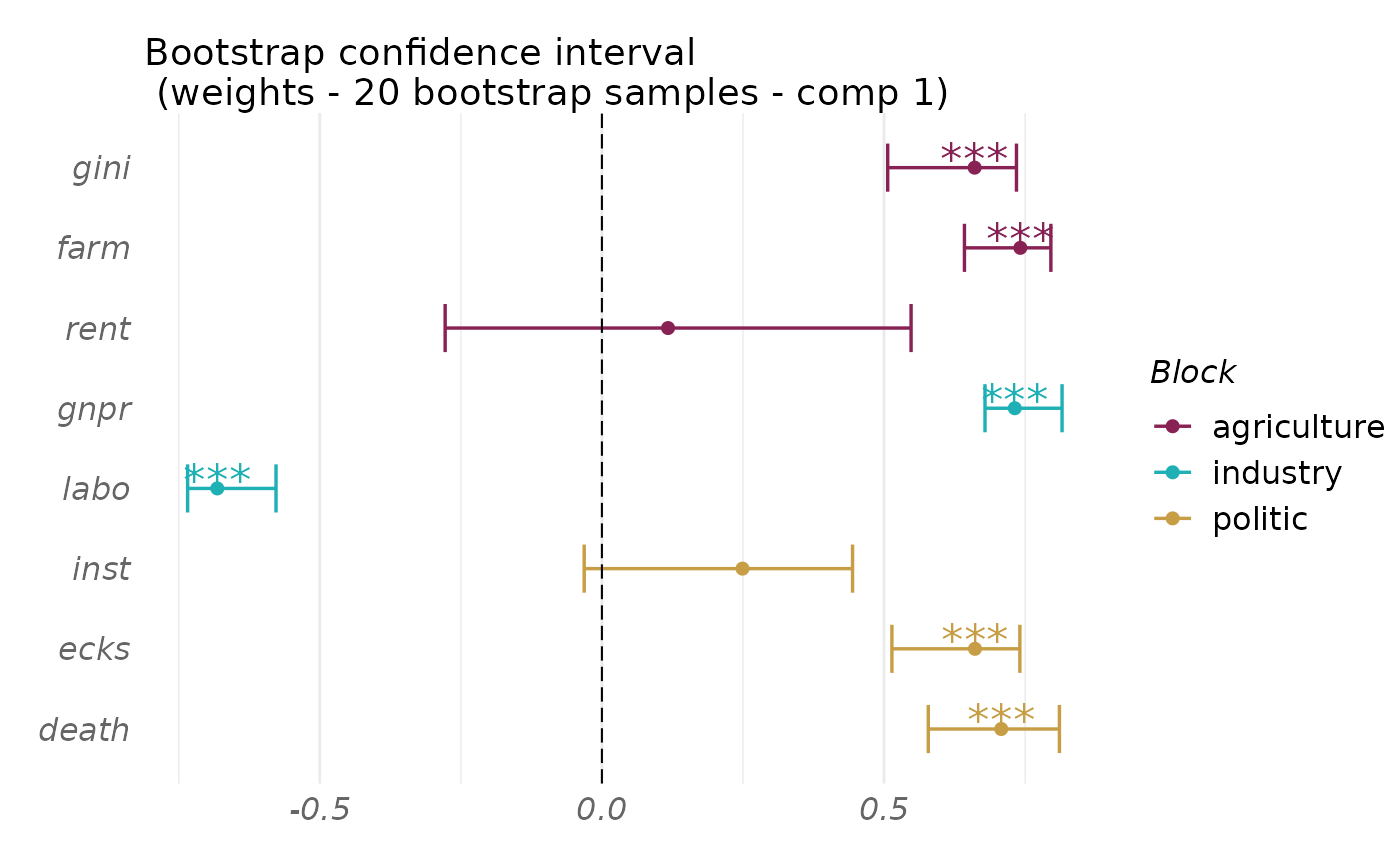 Bootstrap confidence interval
(weights - 20 bootstrap samples - comp 1)
gini
***
farm
***
rent
gnpr
***
labo
***
inst
ecks
***
death
***
-0.5
0.0
0.5
Block
agriculture
industry
politic